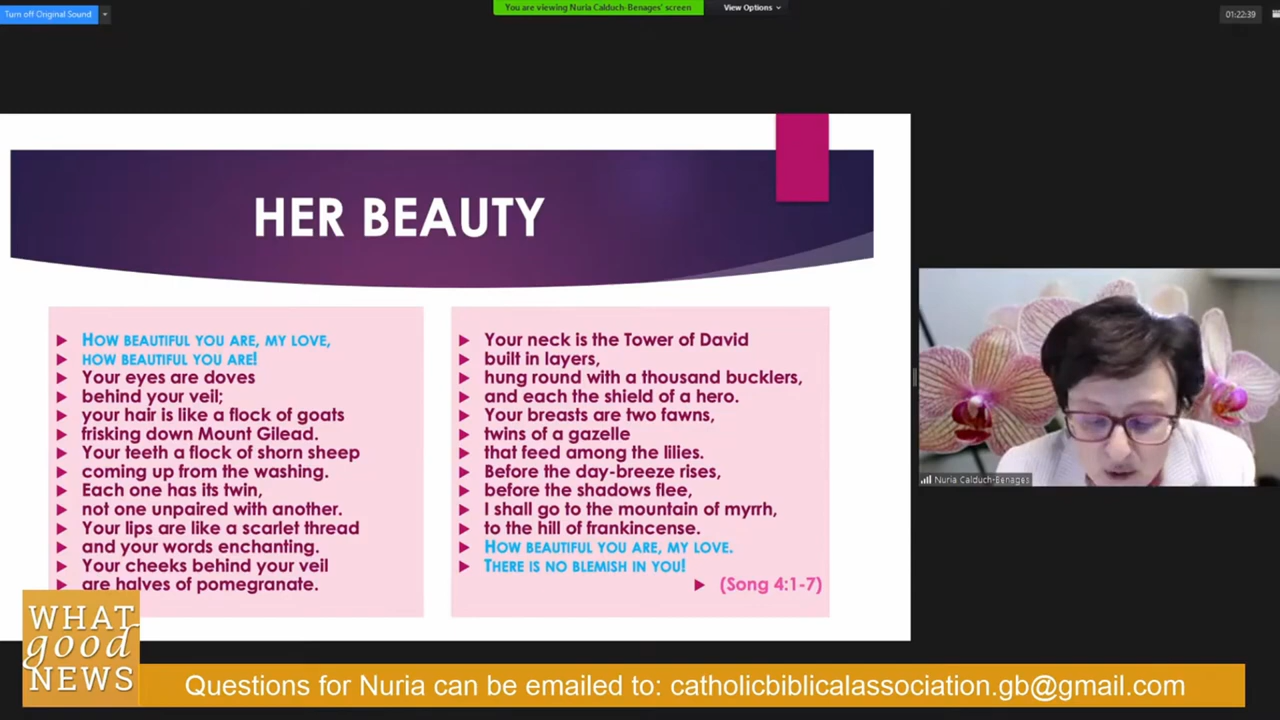 Turn off Original Sound
You are viewing Nuria Calduch-Benages' screen
View Options
01:22:39
HER BEAUTY
HOW BEAUTIFUL YOU ARE, MY LOVE,
HOW BEAUTIFUL YOU ARE!
Your eyes are doves
behind your veil;
your hair is like a flock of goats
frisking down Mount Gilead.
Your teeth a flock of shorn sheep
coming up from the washing.
Each one has its twin,
not one unpaired with another.
Your lips are like a scarlet thread
and your words enchanting.
Your cheeks behind your veil
are halves of pomegranate.
Your neck is the Tower of David
built in layers,
hung round with a thousand bucklers,
and each the shield of a hero.
Your breasts are two fawns,
twins of a gazelle
that feed among the lilies.
Before the day-breeze rises,
before the shadows flee,
I shall go to the mountain of myrrh,
to the hill of frankincense.
HOW BEAUTIFUL YOU ARE, MY LOVE.
THERE IS NO BLEMISH IN YOU!
(Song 4:1-7)
Nuria Calduch-Benages
WHAT
good
NEWS
Questions for Nuria can be emailed to: catholicbiblicalassociation.gb@gmail.com